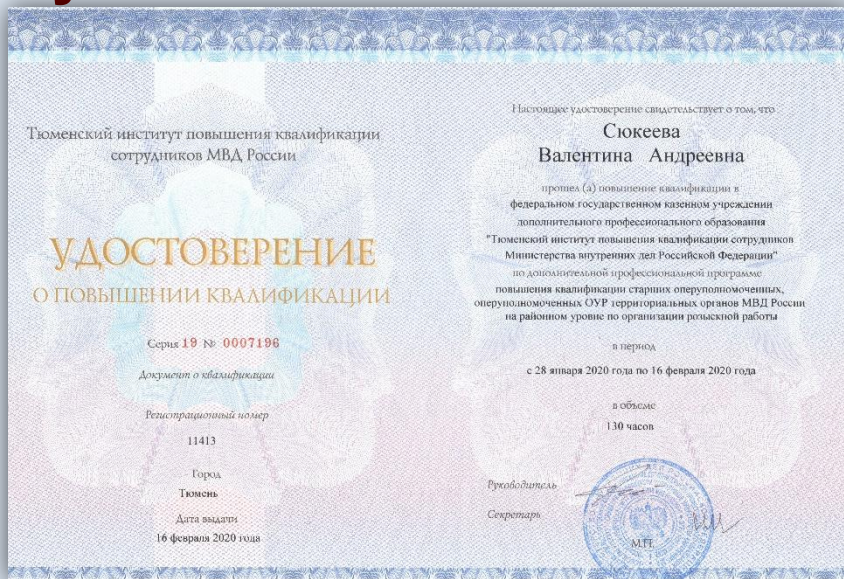 Тюменский институт повышения квалификации
сотрудников МВД России
УДОСТОВЕРЕНИЕ
О ПОВЫШЕНИИ КВАЛИФИКАЦИИ
Серия 19 № 0007196
Документ о квалификации
Регистрационный номер
11413
Город
Тюмень
Дата выдачи
16 февраля 2020 года
Настоящее удостоверение свидетельствует о том, что
Сюкеева
Валентина Андреевна
прошел (а) повышение квалификации в
федеральном государственном казенном учреждении
дополнительного профессионального образования
"Тюменский институт повышения квалификации сотрудников
Министерства внутренних дел Российской Федерации"
по дополнительной профессиональной программе
повышения квалификации старших оперуполномоченных,
оперуполномоченных ОУР территориальных органов МВД России
на районном уровне по организации розыскной работы
в период
с 28 января 2020 года по 16 февраля 2020 года
в объеме
130 часов
Руководитель
Секретарь
М.П.